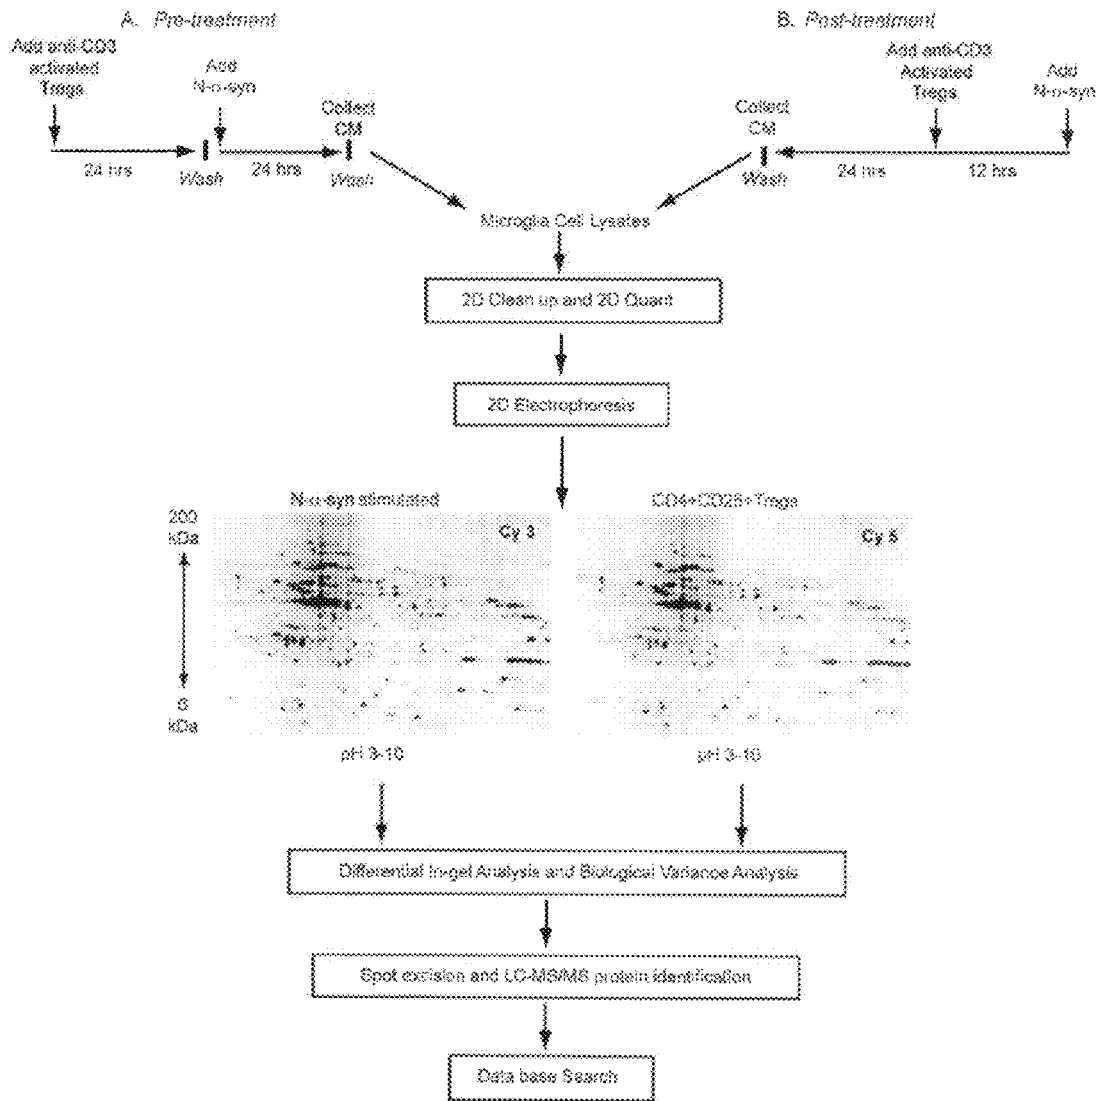 A. Pre-treatment
Add anti-CD3
activated
Tregs
Add
N-α-syn
Collect
CM
24 hrs
Wash
24 hrs
Wash
B. Post-treatment
Add anti-CD3
Activated
Tregs
Add
N-α-syn
Collect
CM
Wash
24 hrs
12 hrs
Microglia Cell Lysates
2D Clean up and 2D Quant
2D Electrophoresis
N-α-syn stimulated
CD4+CD25+Tregs
200
kDa
Cy 3
Cy 5
6
kDa
pH 3-10
pH 3-10
Differential In-gel Analysis and Biological Variance Analysis
Spot excision and LC-MS/MS protein identification
Data base Search